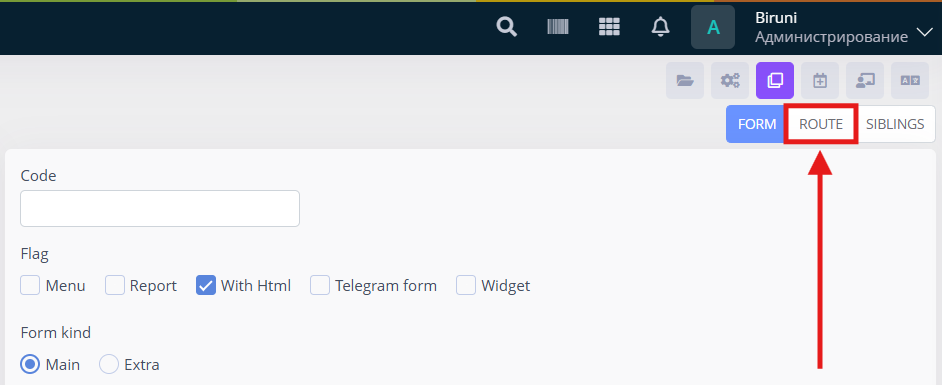 A
Biruni
Администрирование
FORM
ROUTE
SIBLINGS
Code
Flag
Menu
Report
With Html
Telegram form
Widget
Form kind
Main
Extra